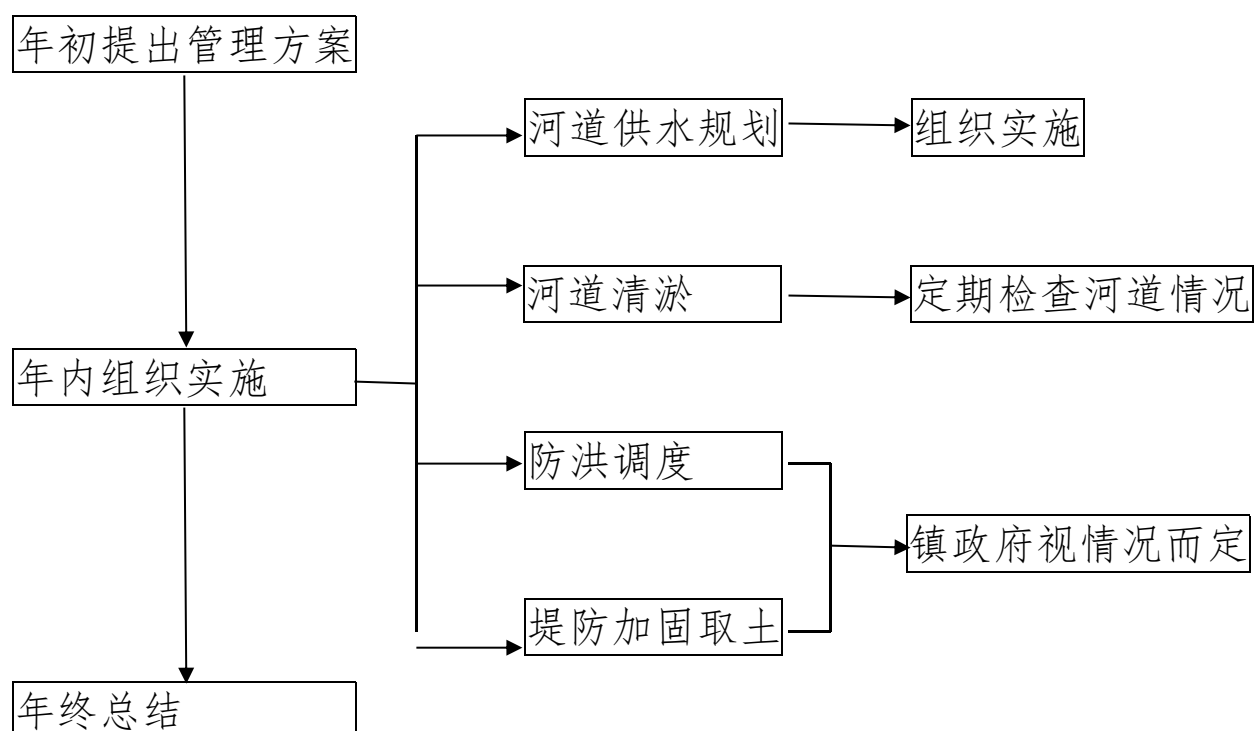 年初提出管理方案
河道供水规划
组织实施
河道清淤
定期检查河道情况
年内组织实施
防洪调度
镇政府视情况而定
堤防加固取土
年终总结